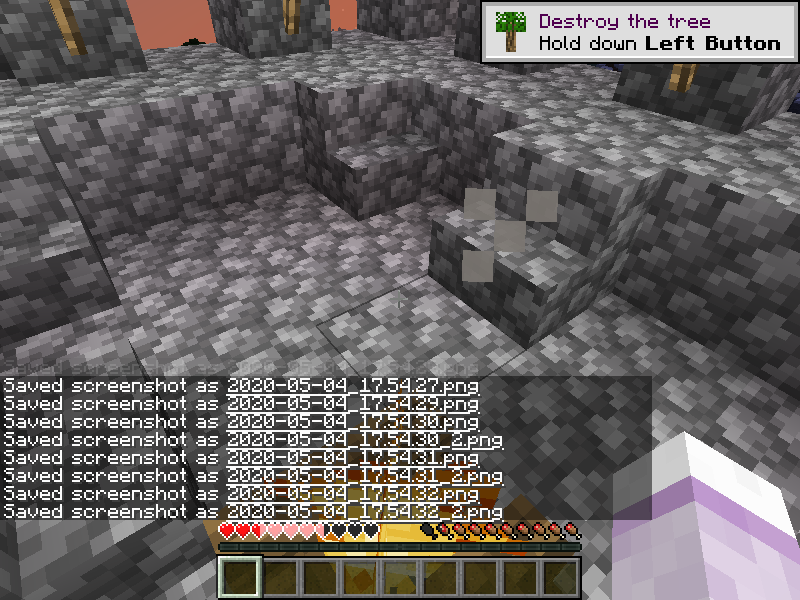 Destroy the tree
Hold down Left Button
Saved screenshot as 2020-05-04_17.54.27.png
Saved screenshot as 2020-05-04_17.54.29.png
Saved screenshot as 2020-05-04_17.54.30.png
Saved screenshot as 2020-05-04_17.54.30_2.png
Saved screenshot as 2020-05-04_17.54.31.png
Saved screenshot as 2020-05-04_17.54.31_2.png
Saved screenshot as 2020-05-04_17.54.32.png
Saved screenshot as 2020-05-04_17.54.32_2.png